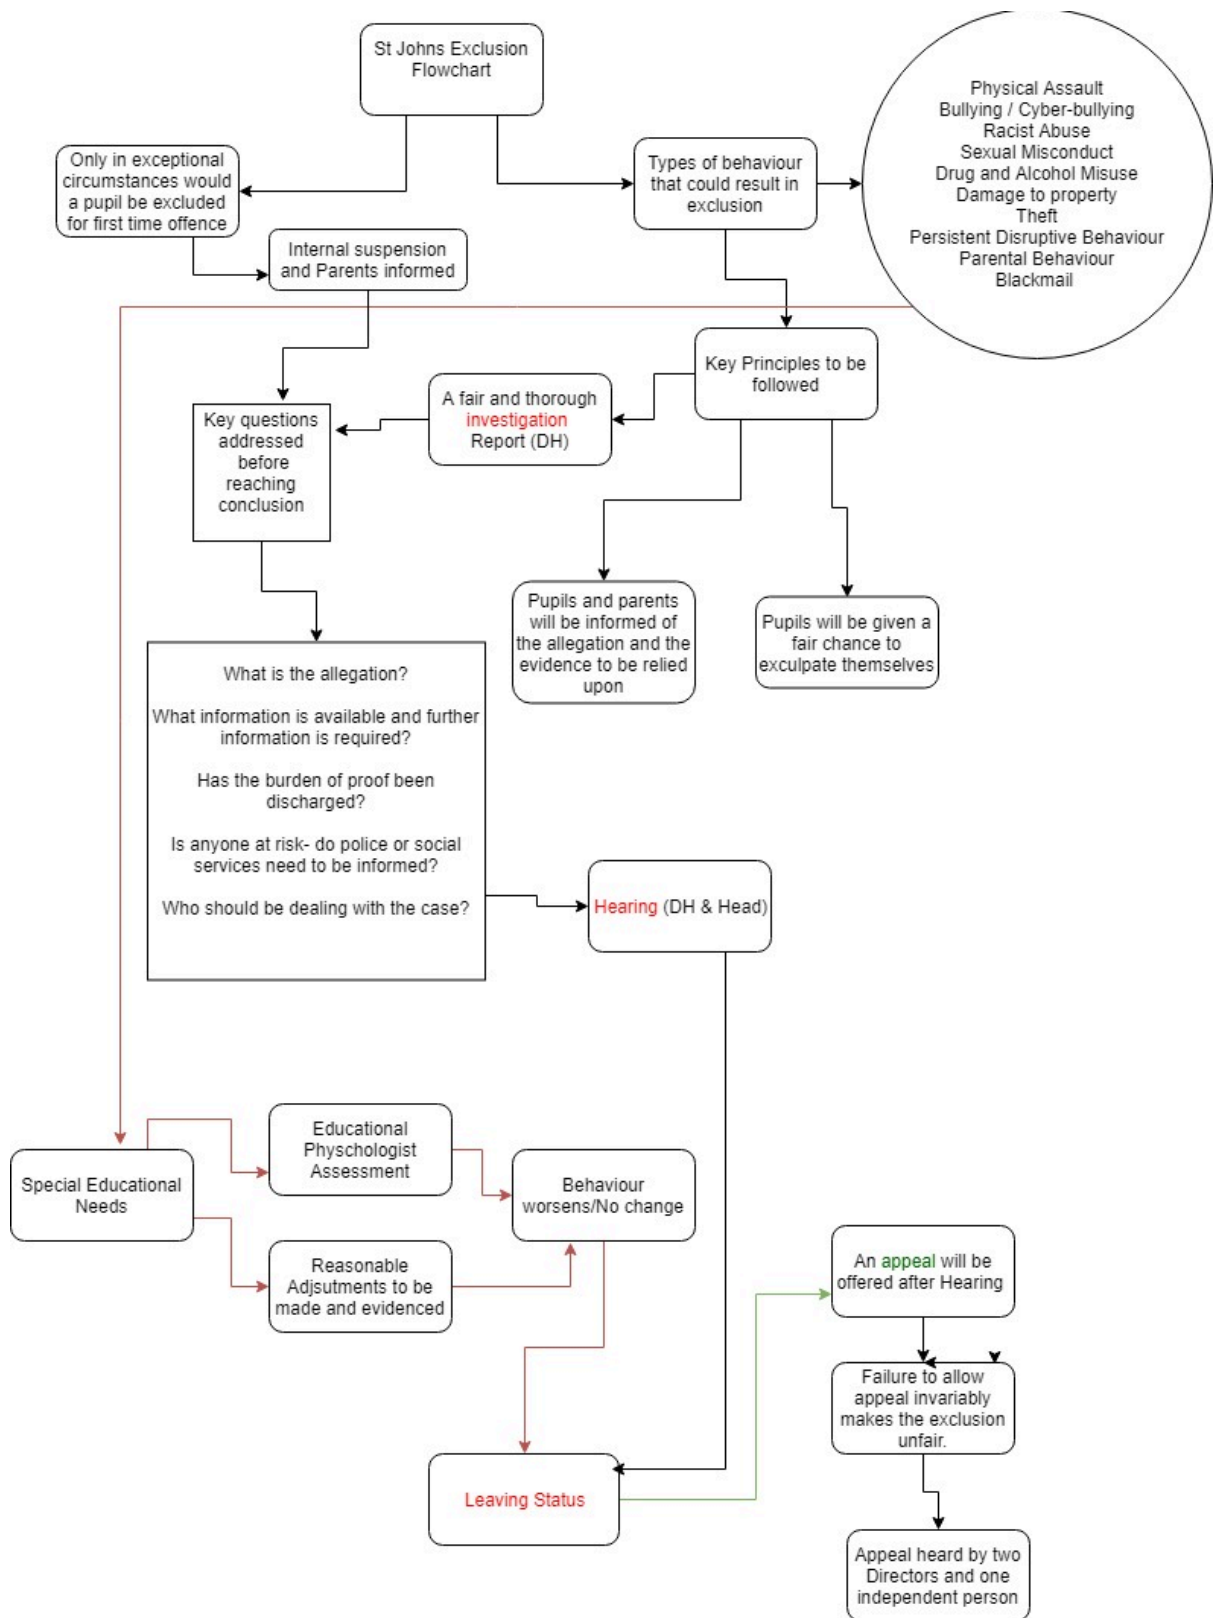 St Johns Exclusion
Flowchart
Physical Assault
Bullying / Cyber-bullying
Racist Abuse
Sexual Misconduct
Drug and Alcohol Misuse
Damage to property
Theft
Persistent Disruptive Behaviour
Parental Behaviour
Blackmail
Only in exceptional
circumstances would
a pupil be excluded
for first time offence
Types of behaviour
that could result in
exclusion
Internal suspension
and Parents informed
Key Principles to be
followed
A fair and thorough
investigation
Report (DH)
Key questions
addressed
before
reaching
conclusion
Pupils and parents
will be informed of
the allegation and the
evidence to be relied
upon
Pupils will be given a
fair chance to
exculpate themselves
What is the allegation?
What information is available and further
information is required?
Has the burden of proof been
discharged?
Is anyone at risk- do police or social
services need to be informed?
Who should be dealing with the case?
Hearing (DH & Head)
Educational
Physchologist
Assessment
Special Educational
Needs
Behaviour
worsens/No change
Reasonable
Adjsutments to be
made and evidenced
An appeal will be
offered after Hearing
Failure to allow
appeal invariably
makes the exclusion
unfair.
Leaving Status
Appeal heard by two
Directors and one
independent person